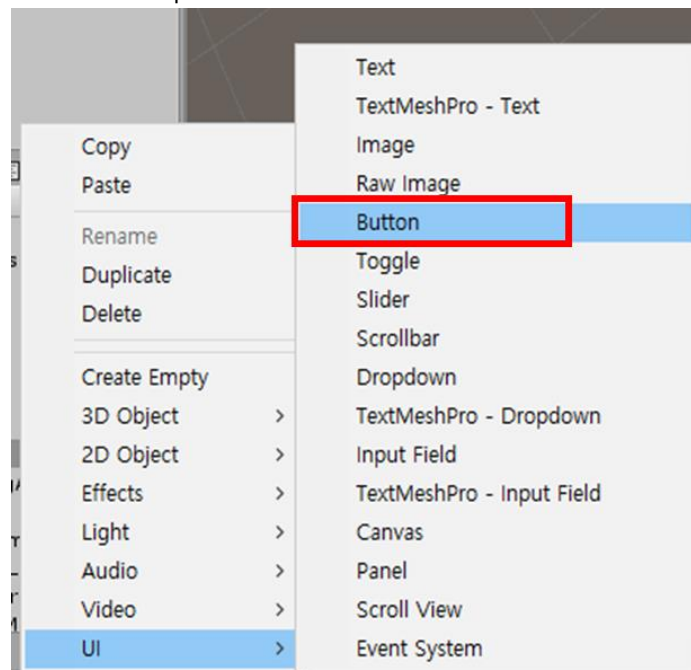 Copy
Paste
Rename
Duplicate
Delete
Create Empty
3D Object >
2D Object >
Effects >
Light >
Audio >
Video >
UI >
Text
TextMeshPro - Text
Image
Raw Image
Button
Toggle
Slider
Scrollbar
Dropdown
TextMeshPro - Dropdown
Input Field
TextMeshPro - Input Field
Canvas
Panel
Scroll View
Event System